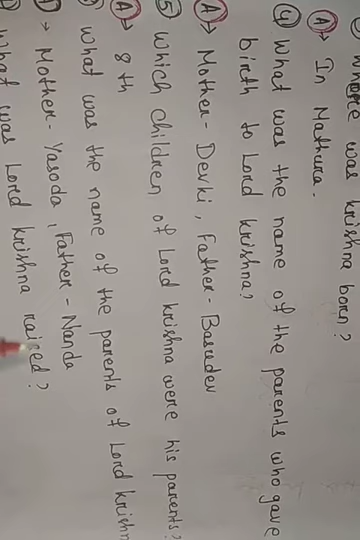 Where was krishna born?
A → In Mathura.
4 What was the name of the parents who gave
birth to Lord krishna?
A → Mother - Devki, Father - Basudev
5 Which children of Lord krishna were his parents?
A → 8 th
What was the name of the parents of Lord krishn
→ Mother - Yasoda, Father - Nanda
What was Lord krishna raised?